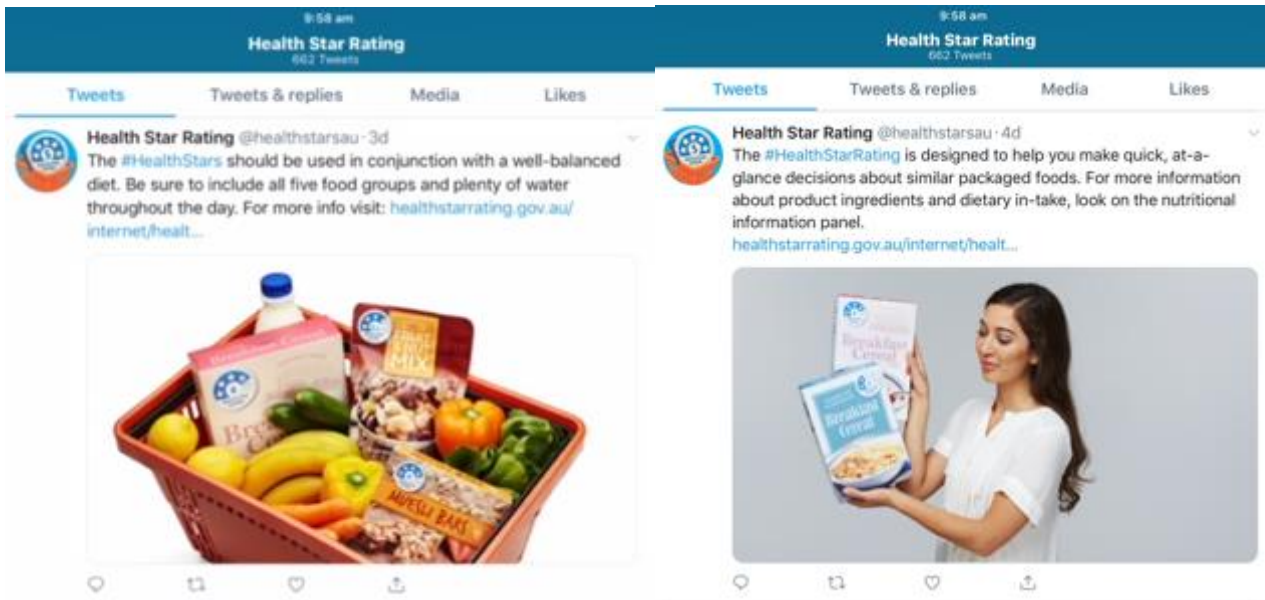 9:58 am
Health Star Rating
662 Tweets
Tweets Tweets & replies Media Likes
Health Star Rating @healthstarsau · 3d
The #HealthStars should be used in conjunction with a well-balanced
diet. Be sure to include all five food groups and plenty of water
throughout the day. For more info visit: healthstarrating.gov.au/
internet/healt...
Breakfast Cereal
FRUIT
& NUT
MIX
MUESLI BARS
9:58 am
Health Star Rating
662 Tweets
Tweets Tweets & replies Media Likes
Health Star Rating @healthstarsau · 4d
The #HealthStarRating is designed to help you make quick, at-a-
glance decisions about similar packaged foods. For more information
about product ingredients and dietary in-take, look on the nutritional
information panel.
healthstarrating.gov.au/internet/healt...
Breakfast
Cereal
Breakfast
Cereal